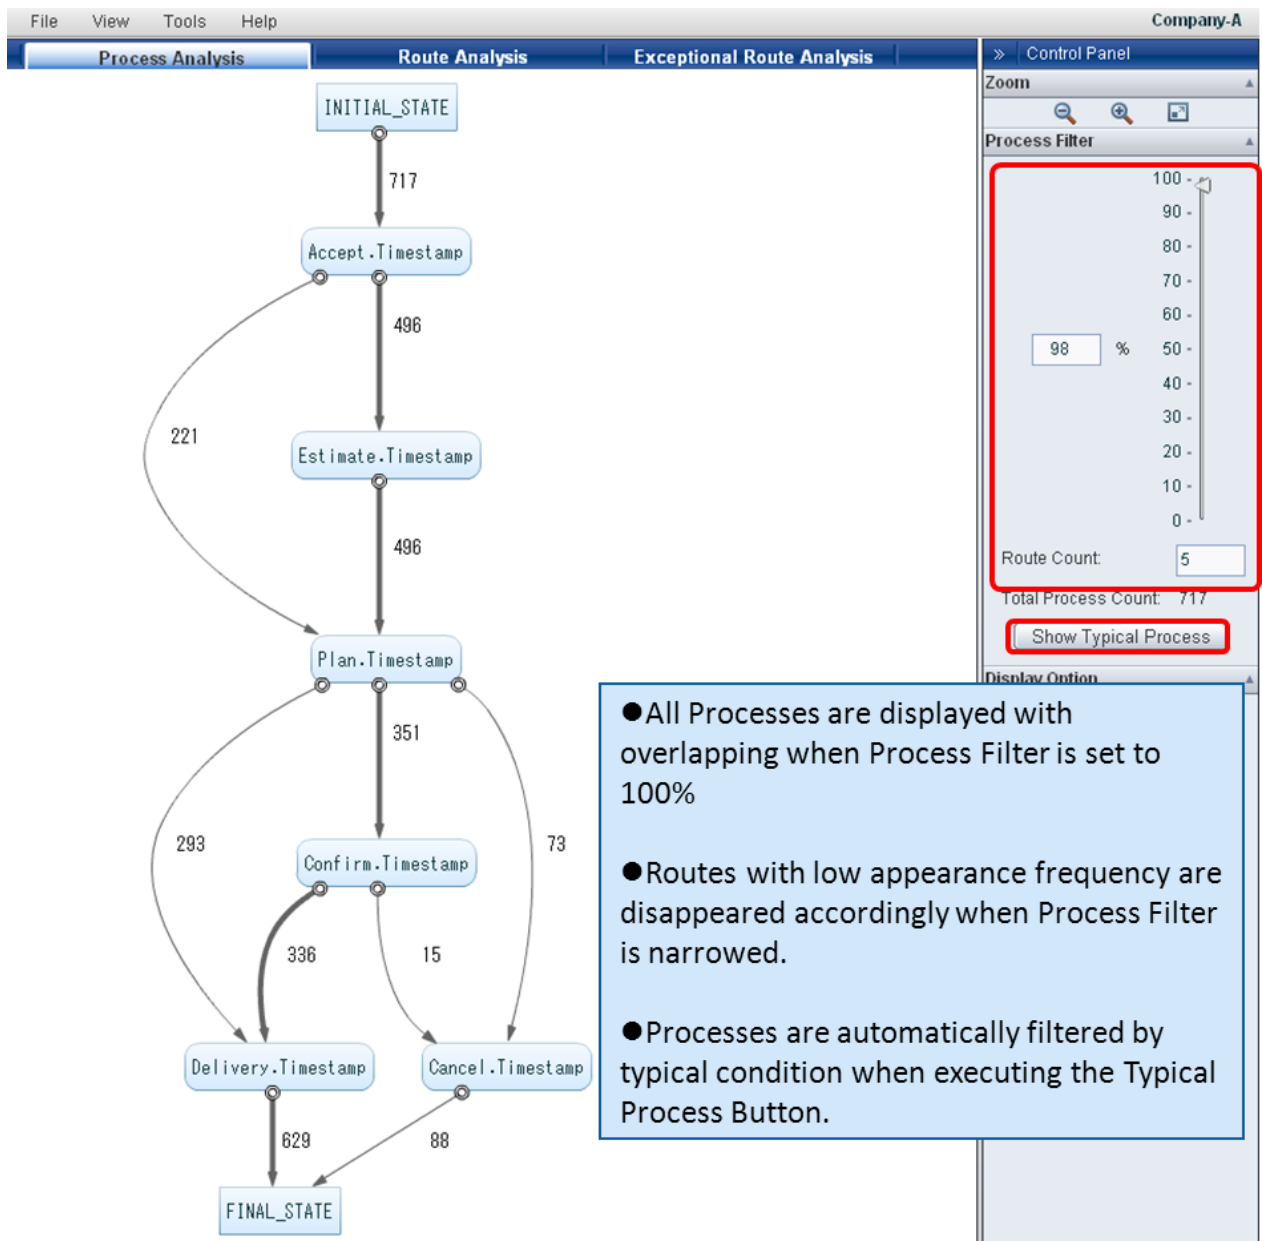 File View Tools Help Company-A
Process Analysis Route Analysis Exceptional Route Analysis » Control Panel
Zoom
Process Filter
INITIAL_STATE
717
Accept.Timestamp
496
221
Estimate.Timestamp
496
Plan.Timestamp
351
293
73
Confirm.Timestamp
336
15
Delivery.Timestamp
Cancel.Timestamp
629
88
FINAL_STATE
100 -
90 -
80 -
70 -
60 -
98 % 50 -
40 -
30 -
20 -
10 -
0 -
Route Count: 5
Total Process Count: 717
Show Typical Process
Display Option
●All Processes are displayed with
overlapping when Process Filter is set to
100%
●Routes with low appearance frequency are
disappeared accordingly when Process Filter
is narrowed.
●Processes are automatically filtered by
typical condition when executing the Typical
Process Button.